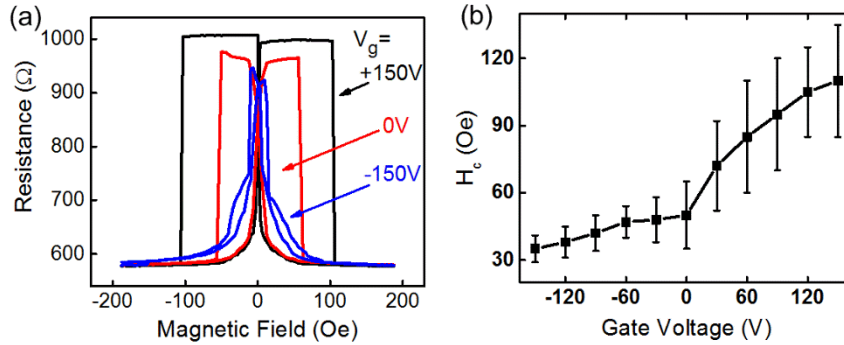 (a)
V_g=
+150V
0V
-150V
1000
900
800
700
600
Resistance (Ω)
-200 -100 0 100 200
Magnetic Field (Oe)
(b)
120
90
60
30
H_c (Oe)
-120 -60 0 60 120
Gate Voltage (V)